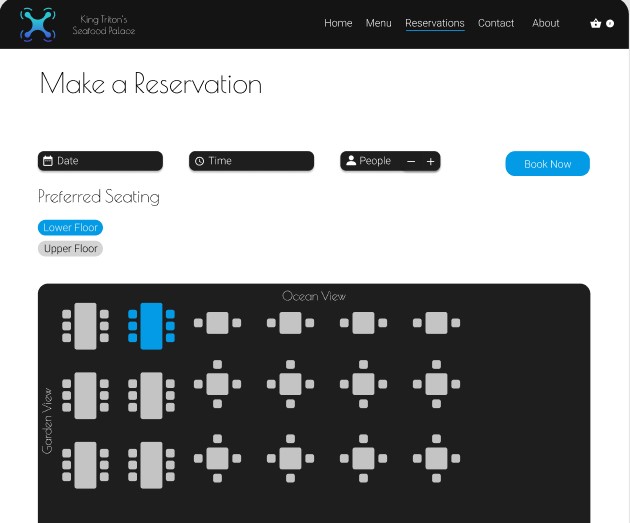 King Triton's
Seafood Palace
Home Menu Reservations Contact About
Make a Reservation
Date Time People − + Book Now
Preferred Seating
Lower Floor
Upper Floor
Ocean View
Garden View